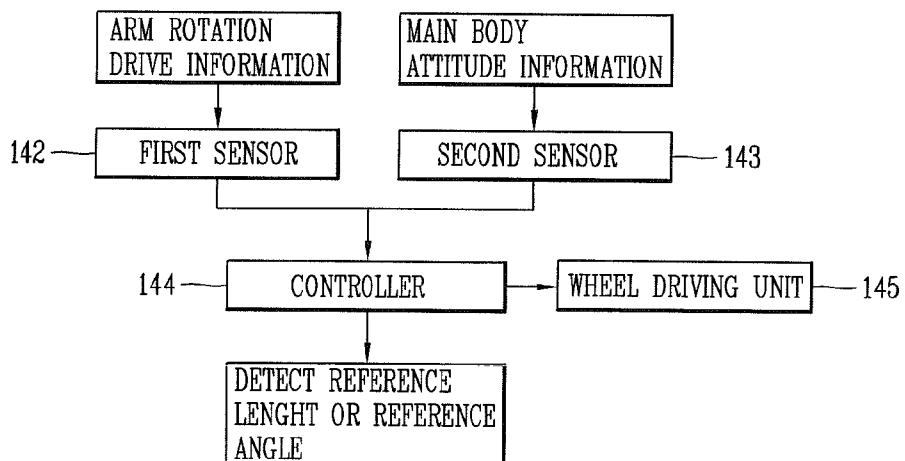 ARM ROTATION
DRIVE INFORMATION
MAIN BODY
ATTITUDE INFORMATION
142
FIRST SENSOR
SECOND SENSOR
143
144
CONTROLLER
WHEEL DRIVING UNIT
145
DETECT REFERENCE
LENGHT OR REFERENCE
ANGLE